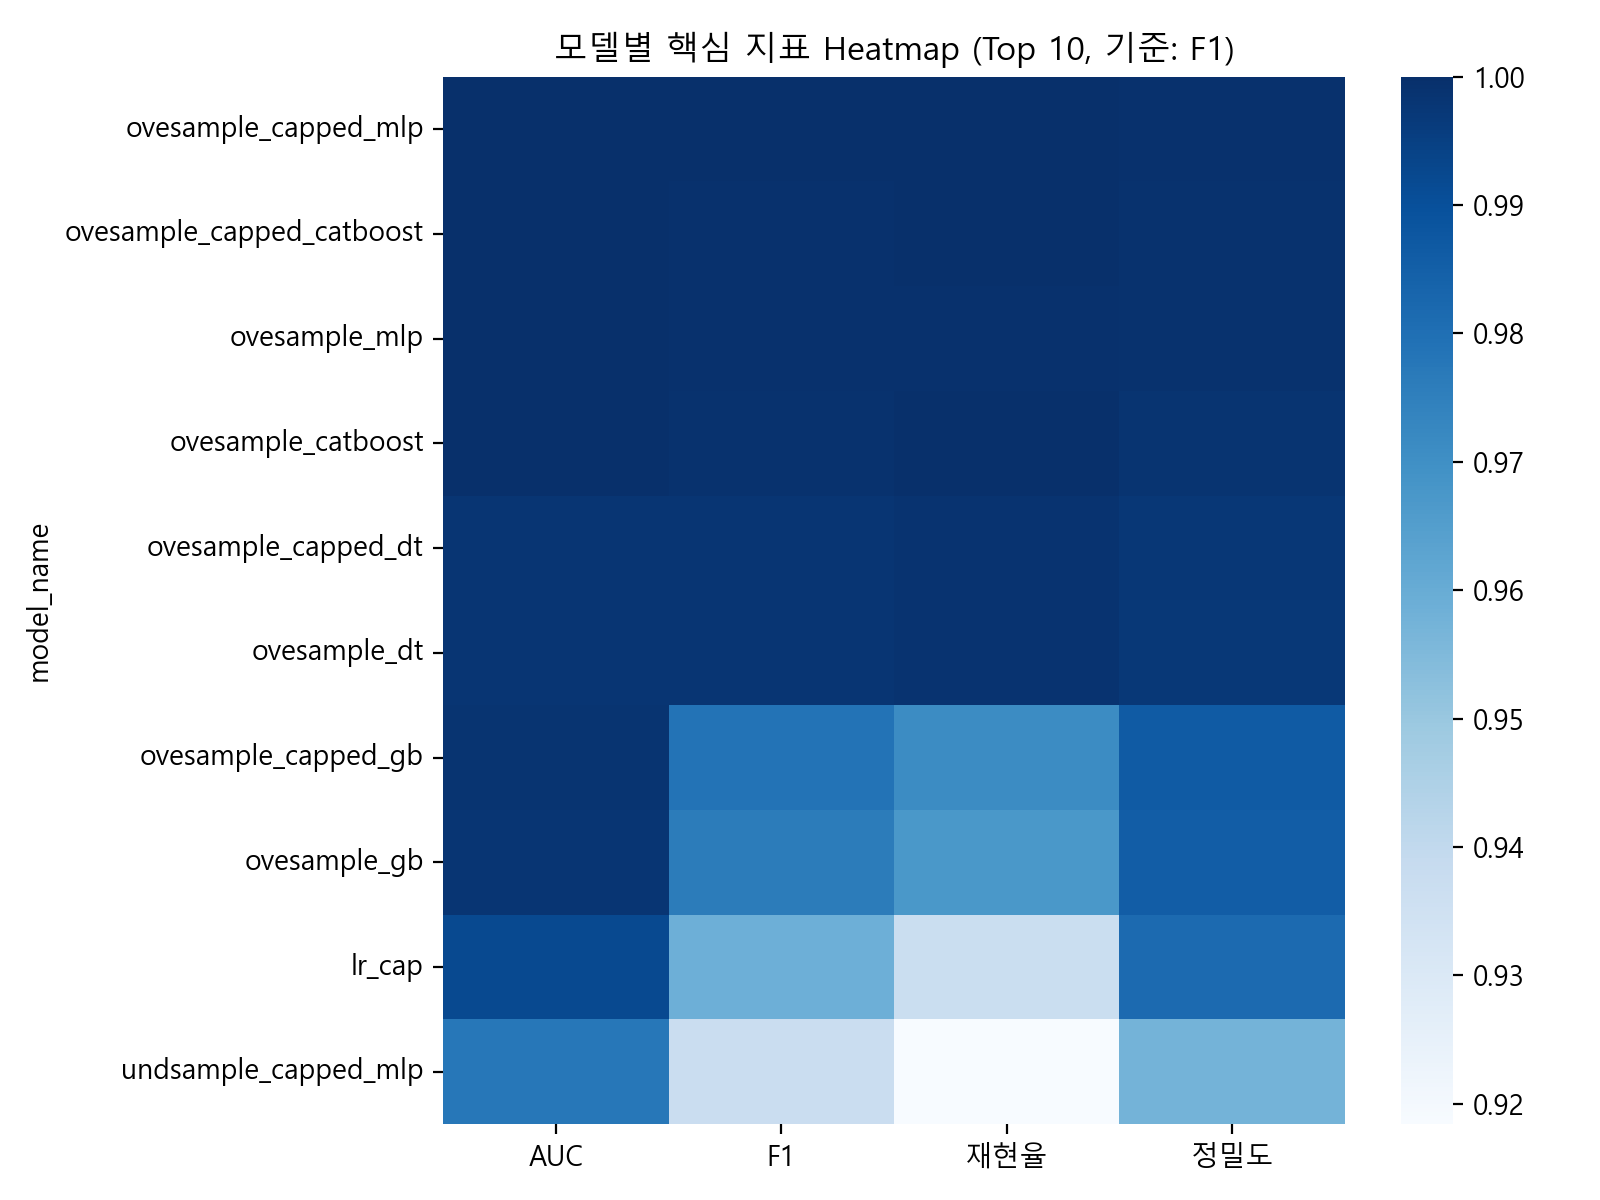 모델별 핵심 지표 Heatmap (Top 10, 기준: F1)
model_name
ovesample_capped_mlp
ovesample_capped_catboost
ovesample_mlp
ovesample_catboost
ovesample_capped_dt
ovesample_dt
ovesample_capped_gb
ovesample_gb
lr_cap
undsample_capped_mlp
AUC
F1
재현율
정밀도
1.00
0.99
0.98
0.97
0.96
0.95
0.94
0.93
0.92